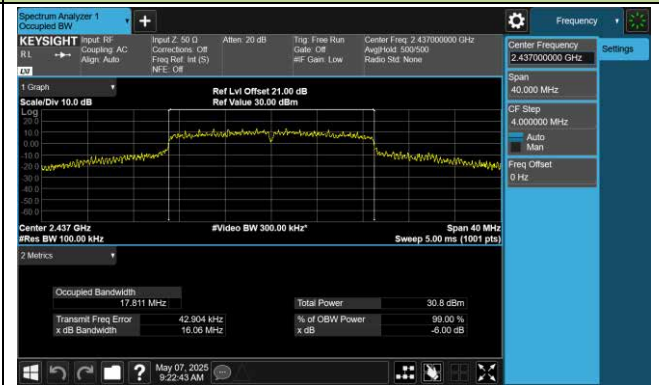 Spectrum Analyzer 1
Occupied BW
Frequency
KEYSIGHT
R L
LXI
Input: RF
Coupling: AC
Align: Auto
Input Z: 50 Ω
Corrections: Off
Freq Ref: Int (S)
NFE: Off
Atten: 20 dB
Trig: Free Run
Gate: Off
#IF Gain: Low
Center Freq: 2.437000000 GHz
Avg|Hold: 500/500
Radio Std: None
Center Frequency
2.437000000 GHz
Settings
Span
40.000 MHz
CF Step
4.000000 MHz
Auto
Man
Freq Offset
0 Hz
1 Graph
Scale/Div 10.0 dB
Ref Lvl Offset 21.00 dB
Ref Value 30.00 dBm
Log
20.0
10.0
0.00
-10.0
-20.0
-30.0
-40.0
-50.0
-60.0
Center 2.437 GHz
#Video BW 300.00 kHz*
Span 40 MHz
#Res BW 100.00 kHz
Sweep 5.00 ms (1001 pts)
2 Metrics
Occupied Bandwidth
17.811 MHz
Total Power 30.8 dBm
Transmit Freq Error 42.904 kHz
% of OBW Power 99.00 %
x dB Bandwidth 16.06 MHz
x dB -6.00 dB
May 07, 2025
9:22:43 AM